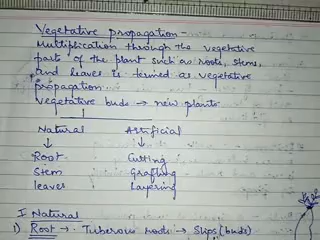 Vegetative propagation -
Multiplication through the vegetative
part of the plant such as roots, stems,
and leaves is termed as vegetative
propagation
Vegetative buds → new plants
Natural Artificial
↓ ↓
Root Cutting
Stem Grafting
leaves Layering
I Natural
1) Root → . Tuberous roots → Slips (buds)